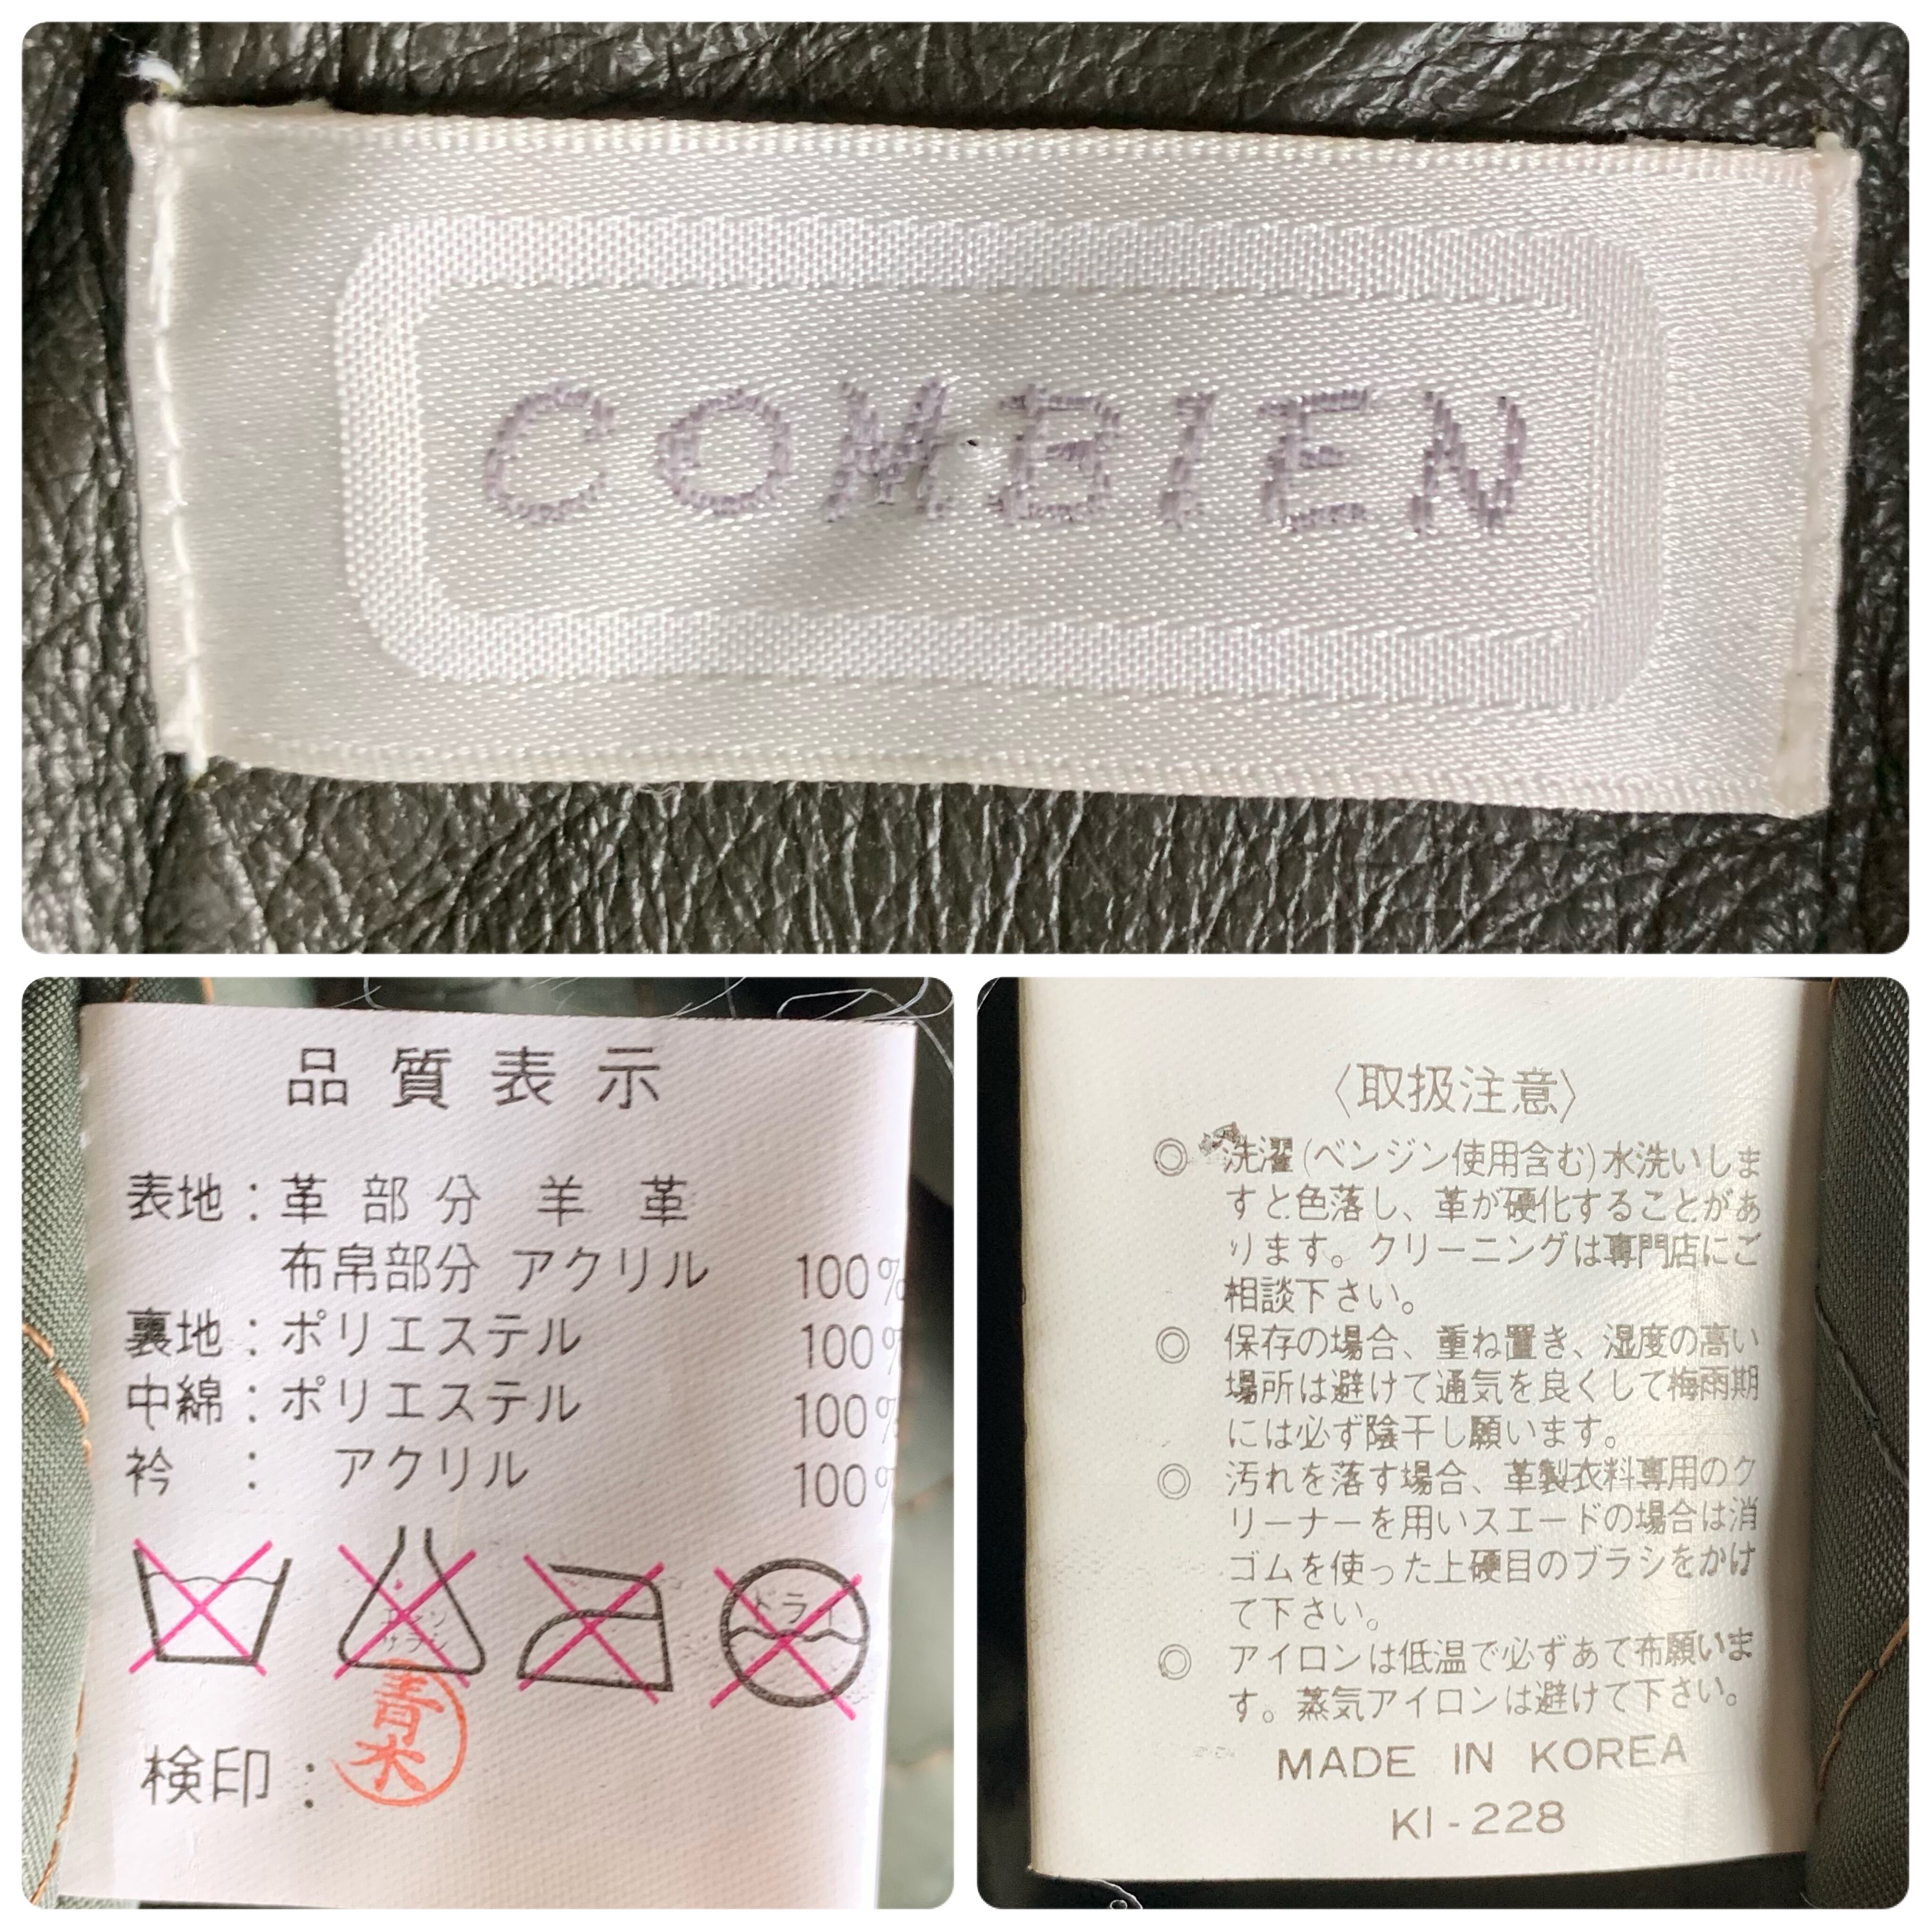 COMBIEN
品質表示
表地：革部分 羊革
布帛部分 アクリル 100%
裏地：ポリエステル 100%
中綿：ポリエステル 100%
衿：アクリル 100%
エンソ
サラシ
ドライ
検印：
青木
〈取扱注意〉
◎ 洗濯(ベンジン使用含む)水洗いしま
すと色落し、革が硬化することがあ
ります。クリーニングは専門店にご
相談下さい。
◎ 保存の場合、重ね置き、湿度の高い
場所は避けて通気を良くして梅雨期
には必ず陰干し願います。
◎ 汚れを落す場合、革製衣料専用のク
リーナーを用いスエードの場合は消
ゴムを使った上硬目のブラシをかけ
て下さい。
◎ アイロンは低温で必ずあて布願いま
す。蒸気アイロンは避けて下さい。
MADE IN KOREA
KI-228